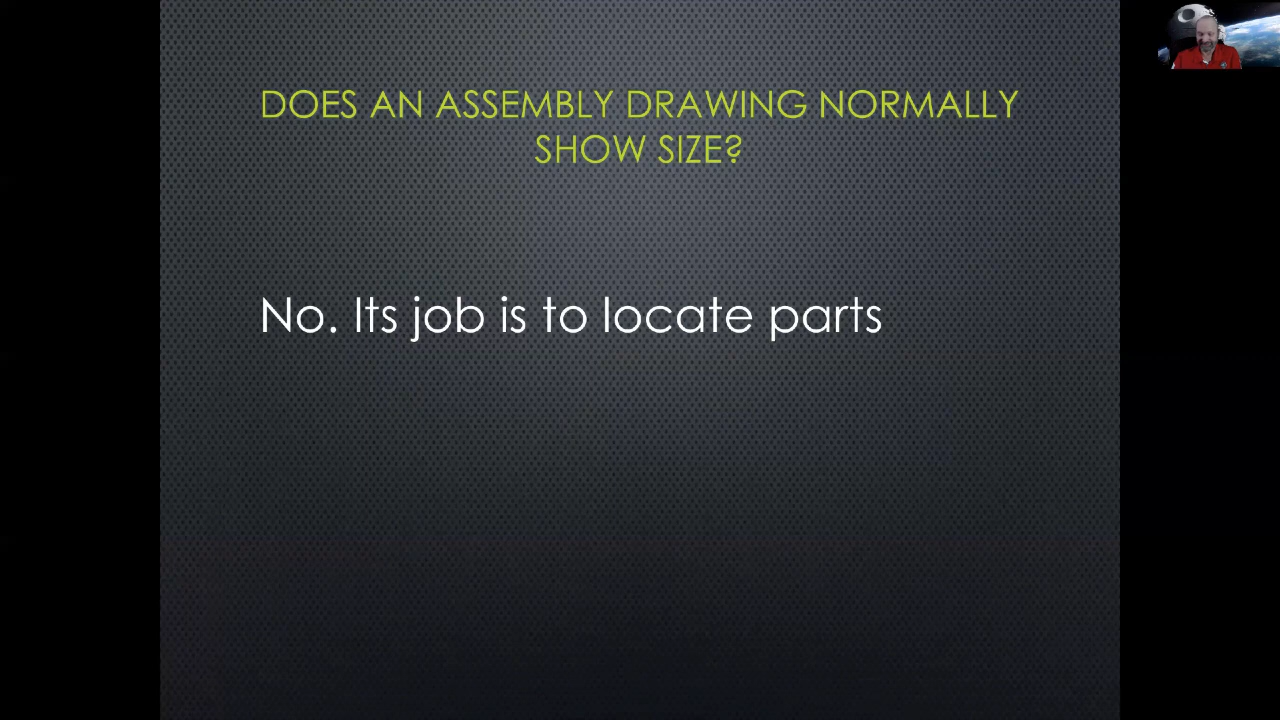 DOES AN ASSEMBLY DRAWING NORMALLY
SHOW SIZE?
No. Its job is to locate parts